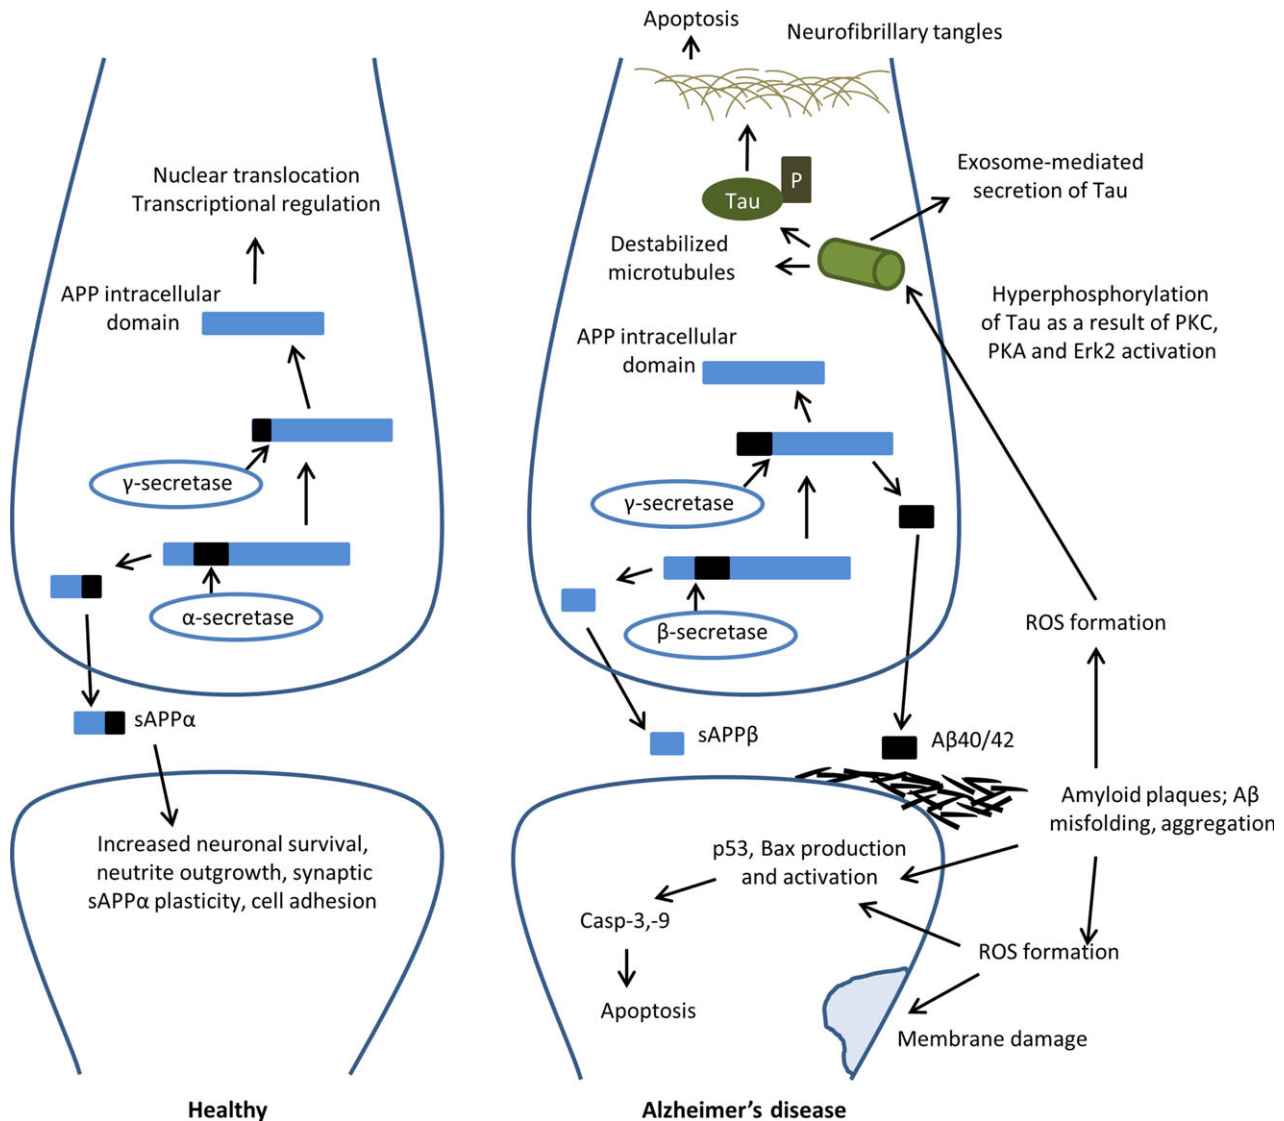 Nuclear translocation
Transcriptional regulation
APP intracellular
domain
γ-secretase
α-secretase
sAPPα
Increased neuronal survival,
neutrite outgrowth, synaptic
sAPPα plasticity, cell adhesion
Healthy
Apoptosis
Neurofibrillary tangles
P
Tau
Exosome-mediated
secretion of Tau
Destabilized
microtubules
Hyperphosphorylation
of Tau as a result of PKC,
PKA and Erk2 activation
APP intracellular
domain
γ-secretase
β-secretase
ROS formation
sAPPβ
Aβ40/42
Amyloid plaques; Aβ
misfolding, aggregation
p53, Bax production
and activation
Casp-3,-9
Apoptosis
ROS formation
Membrane damage
Alzheimer's disease